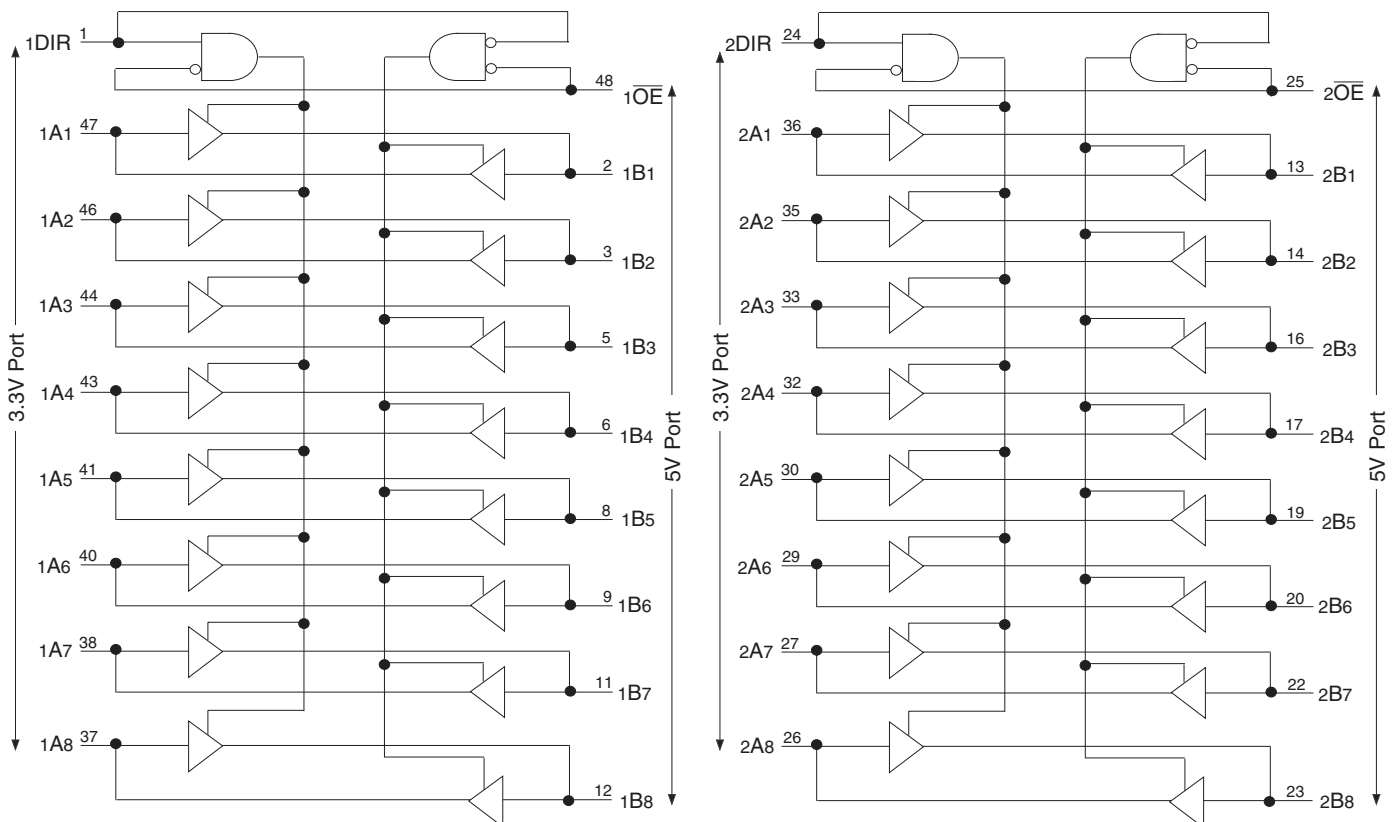 1DIR 1
48 1OE
1A1 47
2 1B1
1A2 46
3 1B2
1A3 44
5 1B3
1A4 43
6 1B4
1A5 41
8 1B5
1A6 40
9 1B6
1A7 38
11 1B7
1A8 37
12 1B8
3.3V Port
5V Port
2DIR 24
25 2OE
2A1 36
13 2B1
2A2 35
14 2B2
2A3 33
16 2B3
2A4 32
17 2B4
2A5 30
19 2B5
2A6 29
20 2B6
2A7 27
22 2B7
2A8 26
23 2B8
3.3V Port
5V Port